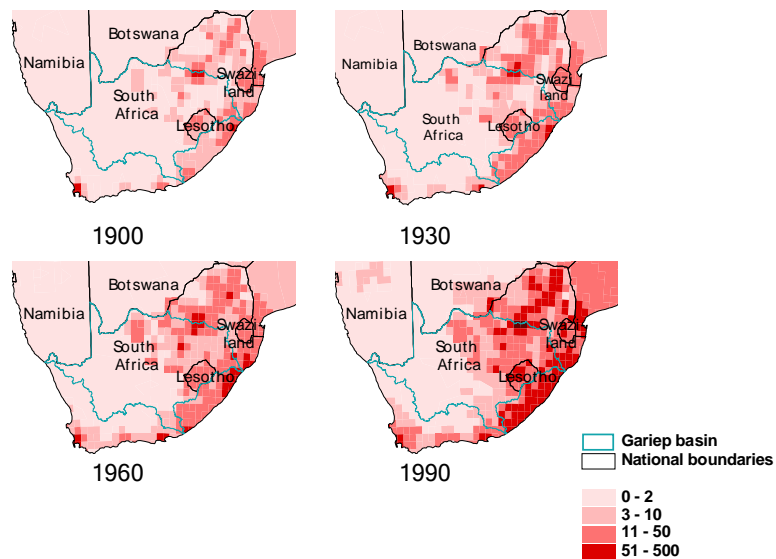 Botswana
Namibia
South
Africa
Swazi
land
Lesotho
1900
Botswana
Namibia
South
Africa
Swazi
land
Lesotho
1930
Botswana
Namibia
South
Africa
Swazi
land
Lesotho
1960
Botswana
Namibia
South
Africa
Swazi
land
Lesotho
1990
Gariep basin
National boundaries
0 - 2
3 - 10
11 - 50
51 - 500